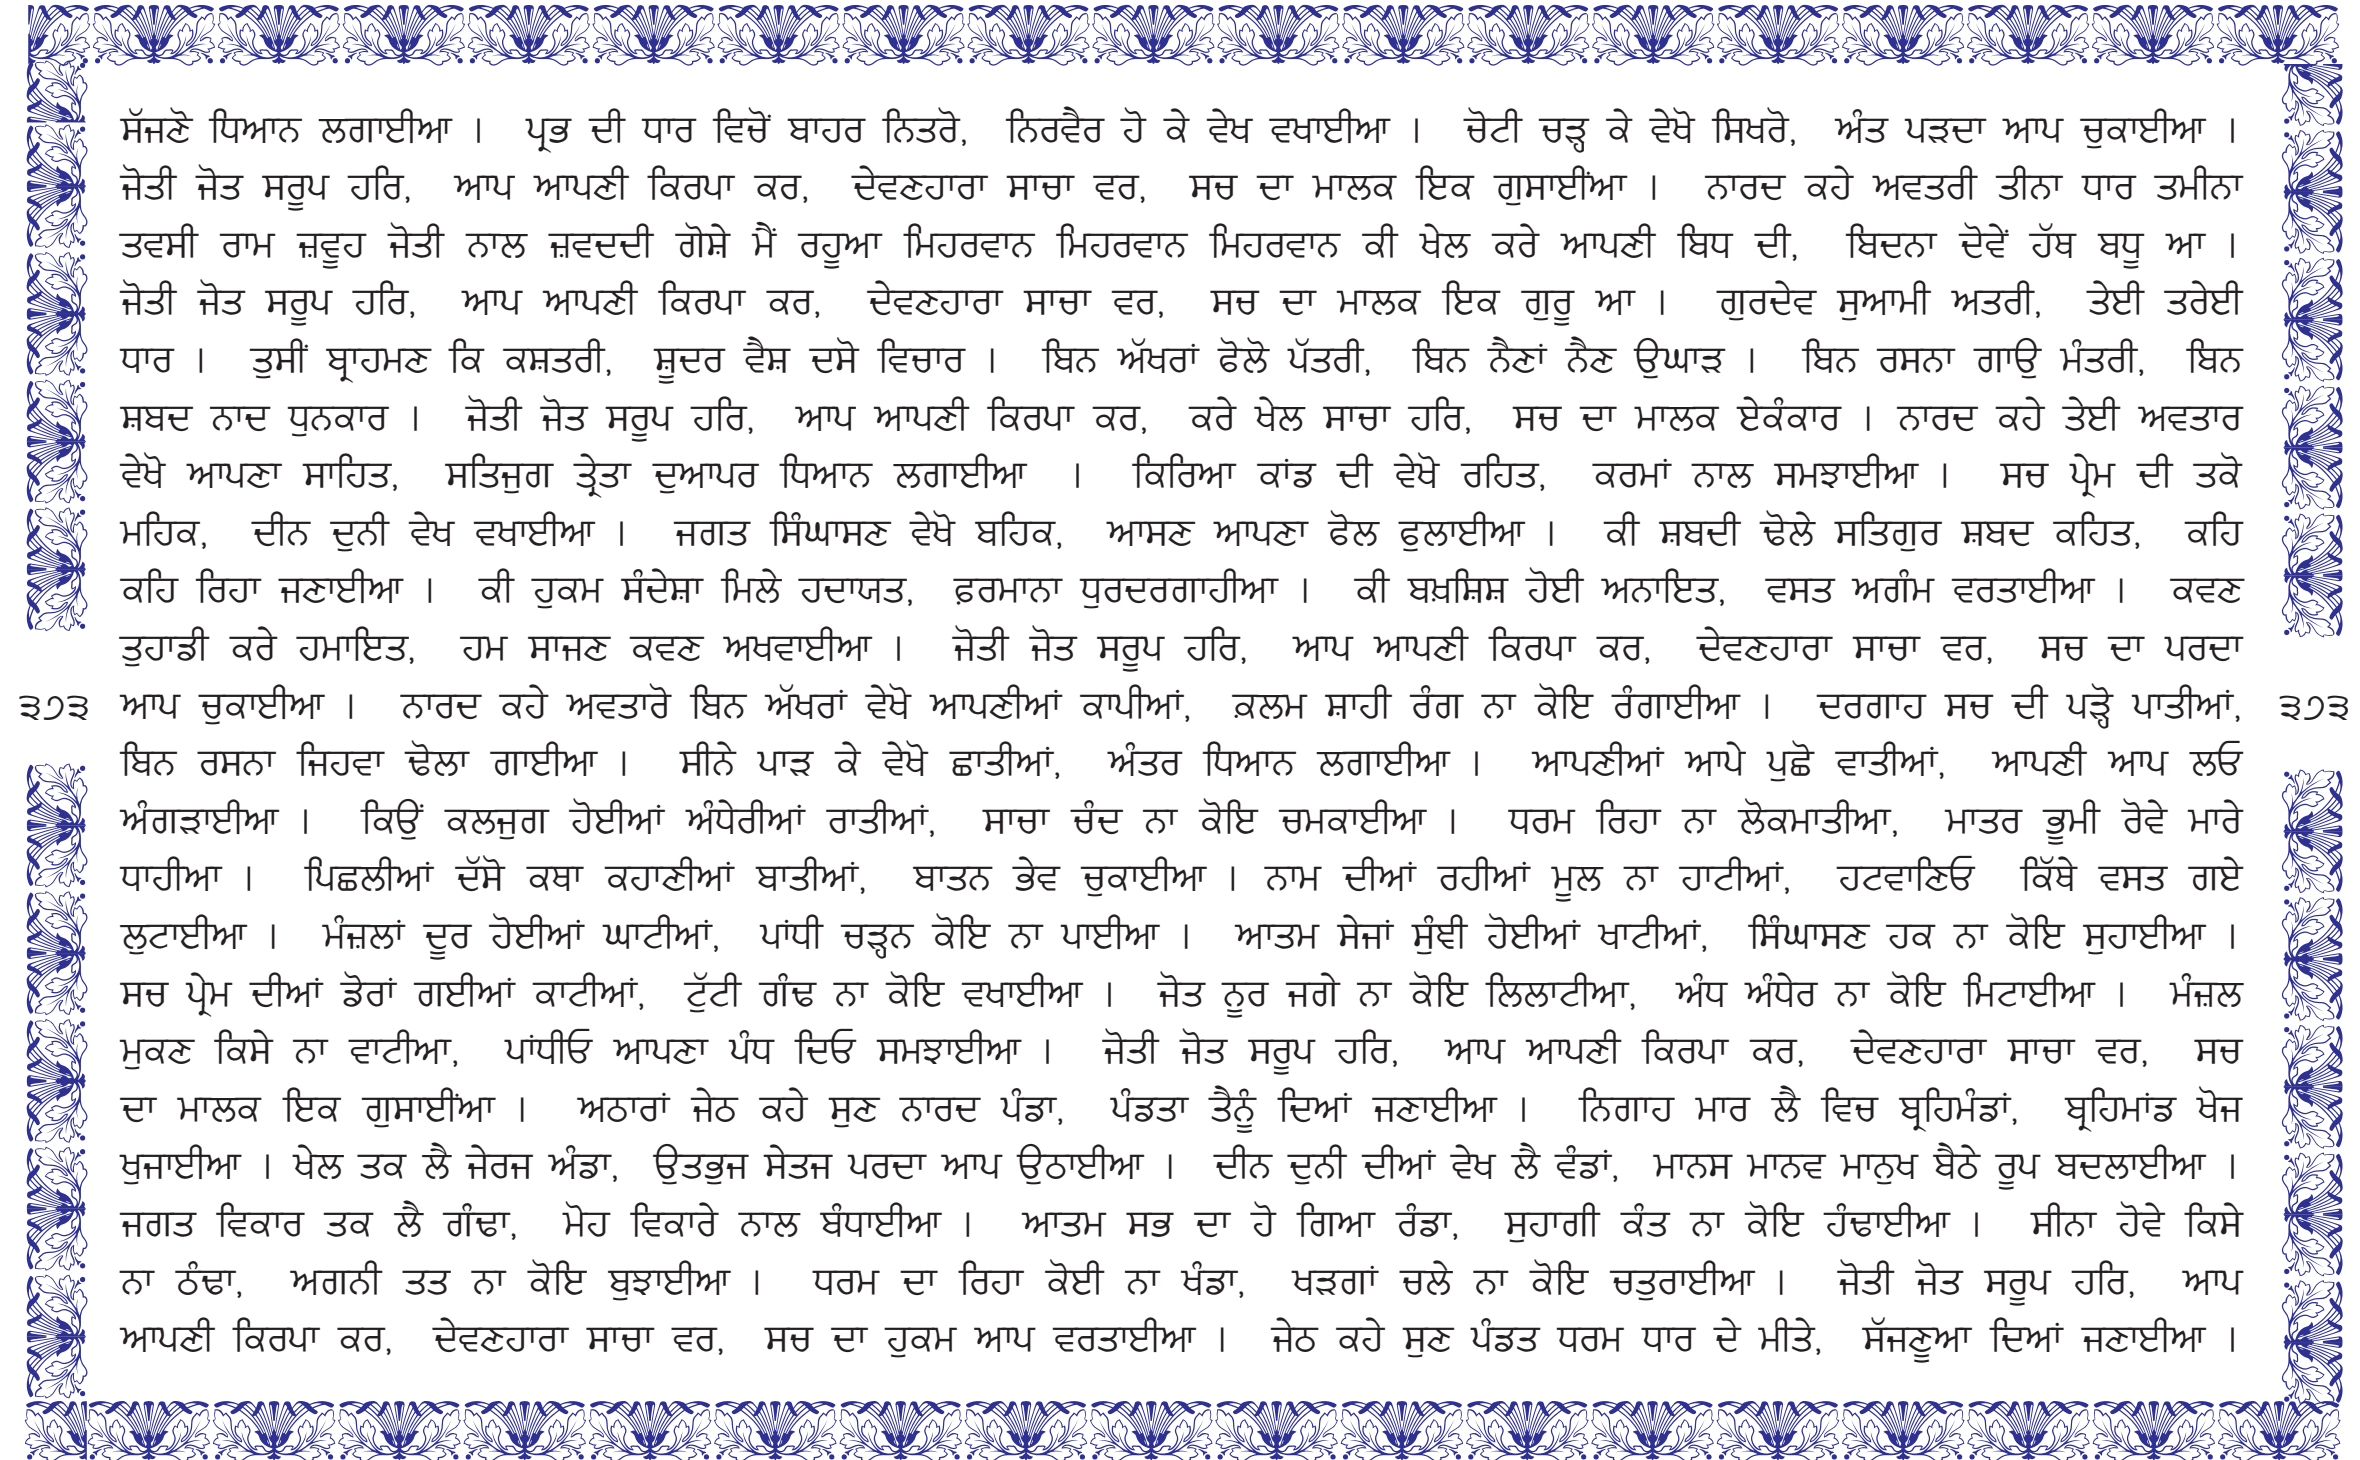 ਸੱਜਣੋ ਧਿਆਨ ਲਗਾਈਆ । ਪ੍ਰਭ ਦੀ ਧਾਰ ਵਿਚੋਂ ਬਾਹਰ ਨਿਤਰੋ, ਨਿਰਵੈਰ ਹੋ ਕੇ ਵੇਖ ਵਖਾਈਆ । ਚੋਟੀ ਚੜ੍ਹ ਕੇ ਵੇਖੋ ਸਿਖਰੋ, ਅੰਤ ਪੜਦਾ ਆਪ ਚੁਕਾਈਆ ।
ਜੋਤੀ ਜੋਤ ਸਰੂਪ ਹਰਿ, ਆਪ ਆਪਣੀ ਕਿਰਪਾ ਕਰ, ਦੇਵਣਹਾਰਾ ਸਾਚਾ ਵਰ, ਸਚ ਦਾ ਮਾਲਕ ਇਕ ਗੁਸਾਈਂਆ । ਨਾਰਦ ਕਹੇ ਅਵਤਰੀ ਤੀਨਾ ਧਾਰ ਤਮੀਨਾ
ਤਵਸੀ ਰਾਮ ਜ਼ਵੂਹ ਜੋਤੀ ਨਾਲ ਜ਼ਵਦਦੀ ਗੋਸ਼ੇ ਮੈਂ ਰਹੂਆ ਮਿਹਰਵਾਨ ਮਿਹਰਵਾਨ ਮਿਹਰਵਾਨ ਕੀ ਖੇਲ ਕਰੇ ਆਪਣੀ ਬਿਧ ਦੀ, ਬਿਦਨਾ ਦੋਵੇਂ ਹੱਥ ਬਧੂ ਆ ।
ਜੋਤੀ ਜੋਤ ਸਰੂਪ ਹਰਿ, ਆਪ ਆਪਣੀ ਕਿਰਪਾ ਕਰ, ਦੇਵਣਹਾਰਾ ਸਾਚਾ ਵਰ, ਸਚ ਦਾ ਮਾਲਕ ਇਕ ਗੁਰੂ ਆ । ਗੁਰਦੇਵ ਸੁਆਮੀ ਅਤਰੀ, ਤੇਈ ਤਰੇਈ
ਧਾਰ । ਤੁਸੀਂ ਬ੍ਰਾਹਮਣ ਕਿ ਕਸ਼ਤਰੀ, ਸ਼ੂਦਰ ਵੈਸ਼ ਦਸੋ ਵਿਚਾਰ । ਬਿਨ ਅੱਖਰਾਂ ਫੋਲੋ ਪੱਤਰੀ, ਬਿਨ ਨੈਣਾਂ ਨੈਣ ਉਘਾੜ । ਬਿਨ ਰਸਨਾ ਗਾਉ ਮੰਤਰੀ, ਬਿਨ
ਸ਼ਬਦ ਨਾਦ ਧੁਨਕਾਰ । ਜੋਤੀ ਜੋਤ ਸਰੂਪ ਹਰਿ, ਆਪ ਆਪਣੀ ਕਿਰਪਾ ਕਰ, ਕਰੇ ਖੇਲ ਸਾਚਾ ਹਰਿ, ਸਚ ਦਾ ਮਾਲਕ ਏਕੰਕਾਰ । ਨਾਰਦ ਕਹੇ ਤੇਈ ਅਵਤਾਰ
ਵੇਖੋ ਆਪਣਾ ਸਾਹਿਤ, ਸਤਿਜੁਗ ਤ੍ਰੇਤਾ ਦੁਆਪਰ ਧਿਆਨ ਲਗਾਈਆ । ਕਿਰਿਆ ਕਾਂਡ ਦੀ ਵੇਖੋ ਰਹਿਤ, ਕਰਮਾਂ ਨਾਲ ਸਮਝਾਈਆ । ਸਚ ਪ੍ਰੇਮ ਦੀ ਤਕੋ
ਮਹਿਕ, ਦੀਨ ਦੁਨੀ ਵੇਖ ਵਖਾਈਆ । ਜਗਤ ਸਿੰਘਾਸਣ ਵੇਖੋ ਬਹਿਕ, ਆਸਣ ਆਪਣਾ ਫੋਲ ਫੁਲਾਈਆ । ਕੀ ਸ਼ਬਦੀ ਢੋਲੇ ਸਤਿਗੁਰ ਸ਼ਬਦ ਕਹਿਤ, ਕਹਿ
ਕਹਿ ਰਿਹਾ ਜਣਾਈਆ । ਕੀ ਹੁਕਮ ਸੰਦੇਸ਼ਾ ਮਿਲੇ ਹਦਾਯਤ, ਫ਼ਰਮਾਨਾ ਧੁਰਦਰਗਾਹੀਆ । ਕੀ ਬਖ਼ਸ਼ਿਸ਼ ਹੋਈ ਅਨਾਇਤ, ਵਸਤ ਅਗੰਮ ਵਰਤਾਈਆ । ਕਵਣ
ਤੁਹਾਡੀ ਕਰੇ ਹਮਾਇਤ, ਹਮ ਸਾਜਣ ਕਵਣ ਅਖਵਾਈਆ । ਜੋਤੀ ਜੋਤ ਸਰੂਪ ਹਰਿ, ਆਪ ਆਪਣੀ ਕਿਰਪਾ ਕਰ, ਦੇਵਣਹਾਰਾ ਸਾਚਾ ਵਰ, ਸਚ ਦਾ ਪਰਦਾ
੩੭੩ ਆਪ ਚੁਕਾਈਆ । ਨਾਰਦ ਕਹੇ ਅਵਤਾਰੋ ਬਿਨ ਅੱਖਰਾਂ ਵੇਖੋ ਆਪਣੀਆਂ ਕਾਪੀਆਂ, ਕ਼ਲਮ ਸ਼ਾਹੀ ਰੰਗ ਨਾ ਕੋਇ ਰੰਗਾਈਆ । ਦਰਗਾਹ ਸਚ ਦੀ ਪੜ੍ਹੋ ਪਾਤੀਆਂ, ੩੭੩
ਬਿਨ ਰਸਨਾ ਜਿਹਵਾ ਢੋਲਾ ਗਾਈਆ । ਸੀਨੇ ਪਾੜ ਕੇ ਵੇਖੋ ਛਾਤੀਆਂ, ਅੰਤਰ ਧਿਆਨ ਲਗਾਈਆ । ਆਪਣੀਆਂ ਆਪੇ ਪੁਛੋ ਵਾਤੀਆਂ, ਆਪਣੀ ਆਪ ਲਓ
ਅੰਗੜਾਈਆ । ਕਿਉਂ ਕਲਜੁਗ ਹੋਈਆਂ ਅੰਧੇਰੀਆਂ ਰਾਤੀਆਂ, ਸਾਚਾ ਚੰਦ ਨਾ ਕੋਇ ਚਮਕਾਈਆ । ਧਰਮ ਰਿਹਾ ਨਾ ਲੋਕਮਾਤੀਆ, ਮਾਤਰ ਭੂਮੀ ਰੋਵੇ ਮਾਰੇ
ਧਾਹੀਆ । ਪਿਛਲੀਆਂ ਦੱਸੋ ਕਥਾ ਕਹਾਣੀਆਂ ਬਾਤੀਆਂ, ਬਾਤਨ ਭੇਵ ਚੁਕਾਈਆ । ਨਾਮ ਦੀਆਂ ਰਹੀਆਂ ਮੂਲ ਨਾ ਹਾਟੀਆਂ, ਹਟਵਾਣਿਓ ਕਿੱਥੇ ਵਸਤ ਗਏ
ਲੁਟਾਈਆ । ਮੰਜ਼ਲਾਂ ਦੂਰ ਹੋਈਆਂ ਘਾਟੀਆਂ, ਪਾਂਧੀ ਚੜ੍ਹਨ ਕੋਇ ਨਾ ਪਾਈਆ । ਆਤਮ ਸੇਜਾਂ ਸੁੰਞੀ ਹੋਈਆਂ ਖਾਟੀਆਂ, ਸਿੰਘਾਸਣ ਹਕ ਨਾ ਕੋਇ ਸੁਹਾਈਆ ।
ਸਚ ਪ੍ਰੇਮ ਦੀਆਂ ਡੋਰਾਂ ਗਈਆਂ ਕਾਟੀਆਂ, ਟੁੱਟੀ ਗੰਢ ਨਾ ਕੋਇ ਵਖਾਈਆ । ਜੋਤ ਨੂਰ ਜਗੇ ਨਾ ਕੋਇ ਲਿਲਾਟੀਆ, ਅੰਧ ਅੰਧੇਰ ਨਾ ਕੋਇ ਮਿਟਾਈਆ । ਮੰਜ਼ਲ
ਮੁਕਣ ਕਿਸੇ ਨਾ ਵਾਟੀਆ, ਪਾਂਧੀਓ ਆਪਣਾ ਪੰਧ ਦਿਓ ਸਮਝਾਈਆ । ਜੋਤੀ ਜੋਤ ਸਰੂਪ ਹਰਿ, ਆਪ ਆਪਣੀ ਕਿਰਪਾ ਕਰ, ਦੇਵਣਹਾਰਾ ਸਾਚਾ ਵਰ, ਸਚ
ਦਾ ਮਾਲਕ ਇਕ ਗੁਸਾਈਂਆ । ਅਠਾਰਾਂ ਜੇਠ ਕਹੇ ਸੁਣ ਨਾਰਦ ਪੰਡਾ, ਪੰਡਤਾ ਤੈਨੂੰ ਦਿਆਂ ਜਣਾਈਆ । ਨਿਗਾਹ ਮਾਰ ਲੈ ਵਿਚ ਬ੍ਰਹਿਮੰਡਾਂ, ਬ੍ਰਹਿਮਾਂਡ ਖੋਜ
ਖੁਜਾਈਆ । ਖੇਲ ਤਕ ਲੈ ਜੇਰਜ ਅੰਡਾ, ਉਤਭੁਜ ਸੇਤਜ ਪਰਦਾ ਆਪ ਉਠਾਈਆ । ਦੀਨ ਦੁਨੀ ਦੀਆਂ ਵੇਖ ਲੈ ਵੰਡਾਂ, ਮਾਨਸ ਮਾਨਵ ਮਾਨੁਖ ਬੈਠੇ ਰੂਪ ਬਦਲਾਈਆ ।
ਜਗਤ ਵਿਕਾਰ ਤਕ ਲੈ ਗੰਢਾ, ਮੋਹ ਵਿਕਾਰੇ ਨਾਲ ਬੰਧਾਈਆ । ਆਤਮ ਸਭ ਦਾ ਹੋ ਗਿਆ ਰੰਡਾ, ਸੁਹਾਗੀ ਕੰਤ ਨਾ ਕੋਇ ਹੰਢਾਈਆ । ਸੀਨਾ ਹੋਵੇ ਕਿਸੇ
ਨਾ ਠੰਢਾ, ਅਗਨੀ ਤਤ ਨਾ ਕੋਇ ਬੁਝਾਈਆ । ਧਰਮ ਦਾ ਰਿਹਾ ਕੋਈ ਨਾ ਖੰਡਾ, ਖੜਗਾਂ ਚਲੇ ਨਾ ਕੋਇ ਚਤੁਰਾਈਆ । ਜੋਤੀ ਜੋਤ ਸਰੂਪ ਹਰਿ, ਆਪ
ਆਪਣੀ ਕਿਰਪਾ ਕਰ, ਦੇਵਣਹਾਰਾ ਸਾਚਾ ਵਰ, ਸਚ ਦਾ ਹੁਕਮ ਆਪ ਵਰਤਾਈਆ । ਜੇਠ ਕਹੇ ਸੁਣ ਪੰਡਤ ਧਰਮ ਧਾਰ ਦੇ ਮੀਤੇ, ਸੱਜਣੂਆ ਦਿਆਂ ਜਣਾਈਆ ।